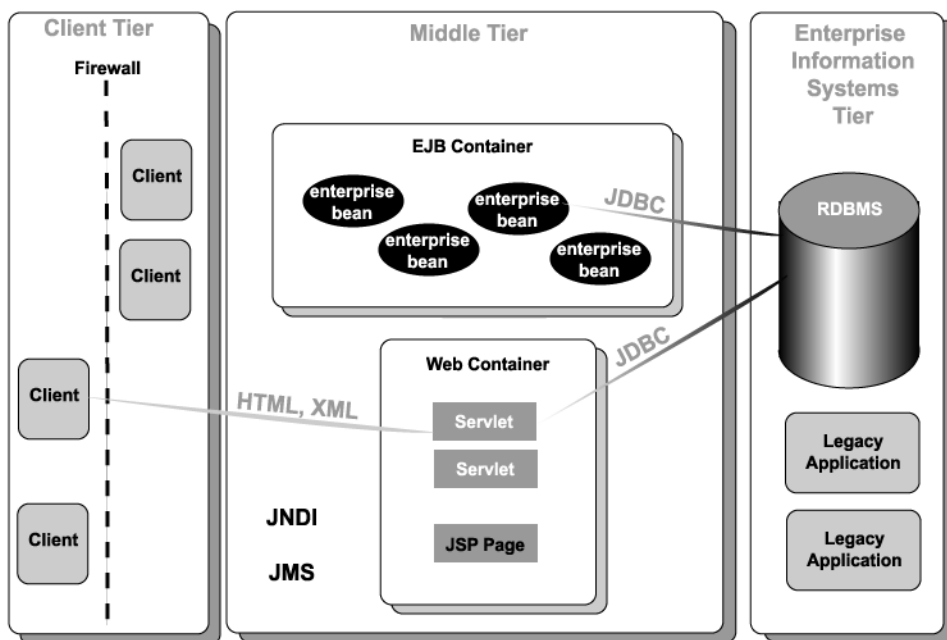 Client Tier
Firewall
Client
Client
Client
Client
Middle Tier
EJB Container
enterprise
bean
enterprise
bean
enterprise
bean
enterprise
bean
JDBC
JDBC
Web Container
HTML, XML
Servlet
Servlet
JSP Page
JNDI
JMS
Enterprise
Information
Systems
Tier
RDBMS
Legacy
Application
Legacy
Application